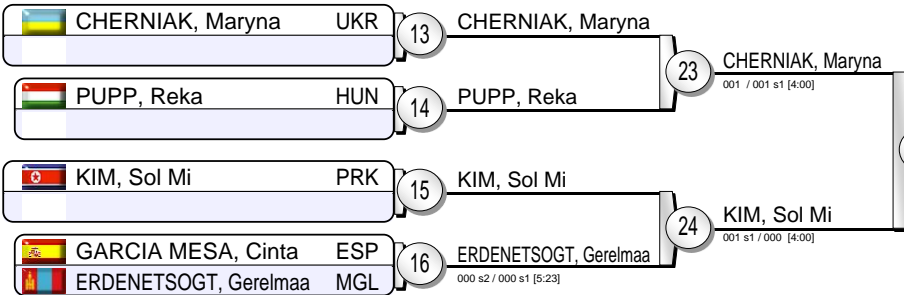 CHERNIAK, Maryna UKR
13
CHERNIAK, Maryna
23
CHERNIAK, Maryna
001 / 001 s1 [4:00]
PUPP, Reka HUN
14
PUPP, Reka
KIM, Sol Mi PRK
15
KIM, Sol Mi
24
KIM, Sol Mi
001 s1 / 000 [4:00]
GARCIA MESA, Cinta ESP
ERDENETSOGT, Gerelmaa MGL
16
ERDENETSOGT, Gerelmaa
000 s2 / 000 s1 [5:23]